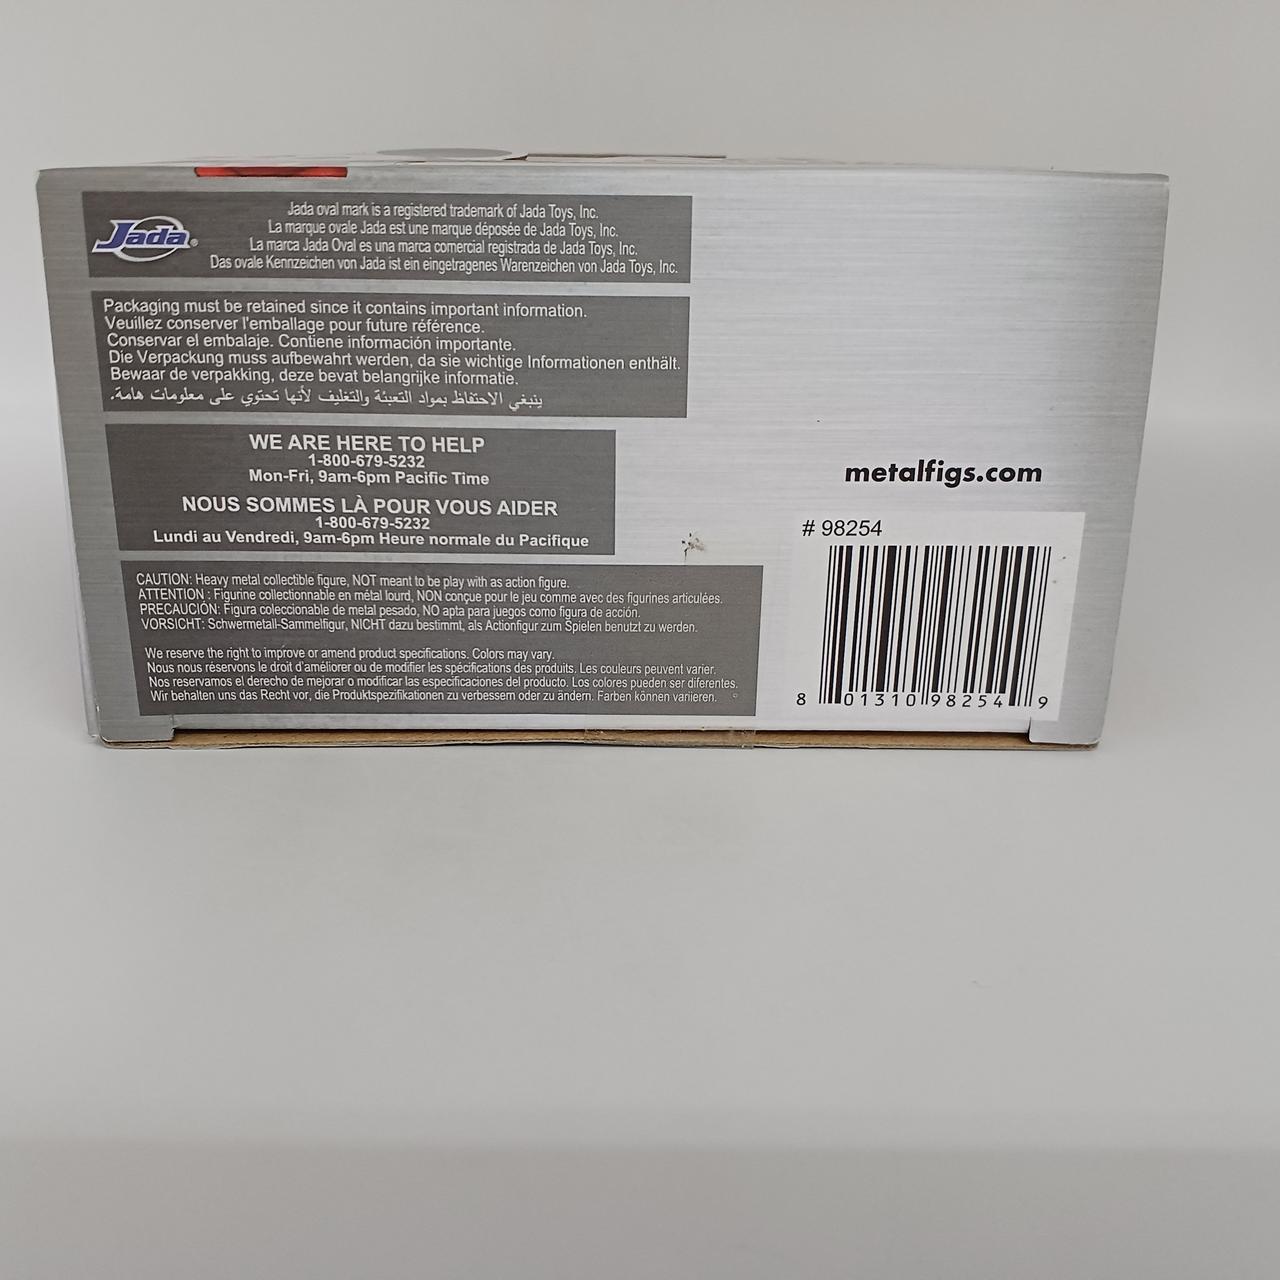 Jada®
Jada oval mark is a registered trademark of Jada Toys, Inc.
La marque ovale Jada est une marque déposée de Jada Toys, Inc.
La marca Jada Oval es una marca comercial registrada de Jada Toys, Inc.
Das ovale Kennzeichen von Jada ist ein eingetragenes Warenzeichen von Jada Toys, Inc.
Packaging must be retained since it contains important information.
Veuillez conserver l'emballage pour future référence.
Conservar el embalaje. Contiene información importante.
Die Verpackung muss aufbewahrt werden, da sie wichtige Informationen enthält.
Bewaar de verpakking, deze bevat belangrijke informatie.
ينبغي الاحتفاظ بمواد التعبئة والتغليف لأنها تحتوي على معلومات هامة.
WE ARE HERE TO HELP
1-800-679-5232
Mon-Fri, 9am-6pm Pacific Time
NOUS SOMMES LÀ POUR VOUS AIDER
1-800-679-5232
Lundi au Vendredi, 9am-6pm Heure normale du Pacifique
CAUTION: Heavy metal collectible figure, NOT meant to be play with as action figure.
ATTENTION : Figurine collectionnable en métal lourd, NON conçue pour le jeu comme avec des figurines articulées.
PRECAUCIÓN: Figura coleccionable de metal pesado, NO apta para juegos como figura de acción.
VORSICHT: Schwermetall-Sammelfigur, NICHT dazu bestimmt, als Actionfigur zum Spielen benutzt zu werden.
We reserve the right to improve or amend product specifications. Colors may vary.
Nous nous réservons le droit d'améliorer ou de modifier les spécifications des produits. Les couleurs peuvent varier.
Nos reservamos el derecho de mejorar o modificar las especificaciones del producto. Los colores pueden ser diferentes.
Wir behalten uns das Recht vor, die Produktspezifikationen zu verbessern oder zu ändern. Farben können variieren.
metalfigs.com
# 98254
8 01310 98254 9